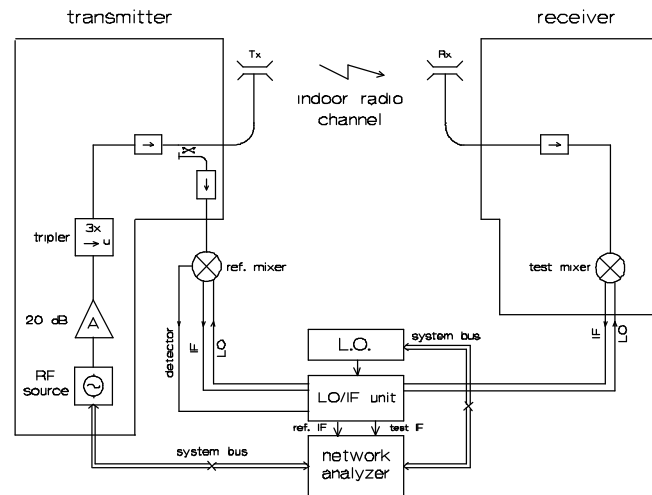 transmitter
receiver
Tx
Rx
indoor radio
channel
3x
u
tripler
ref. mixer
test mixer
20 dB
A
detector
IF
LO
IF
LO
system bus
L.O.
RF
source
LO/IF unit
ref. IF
test IF
system bus
network
analyzer